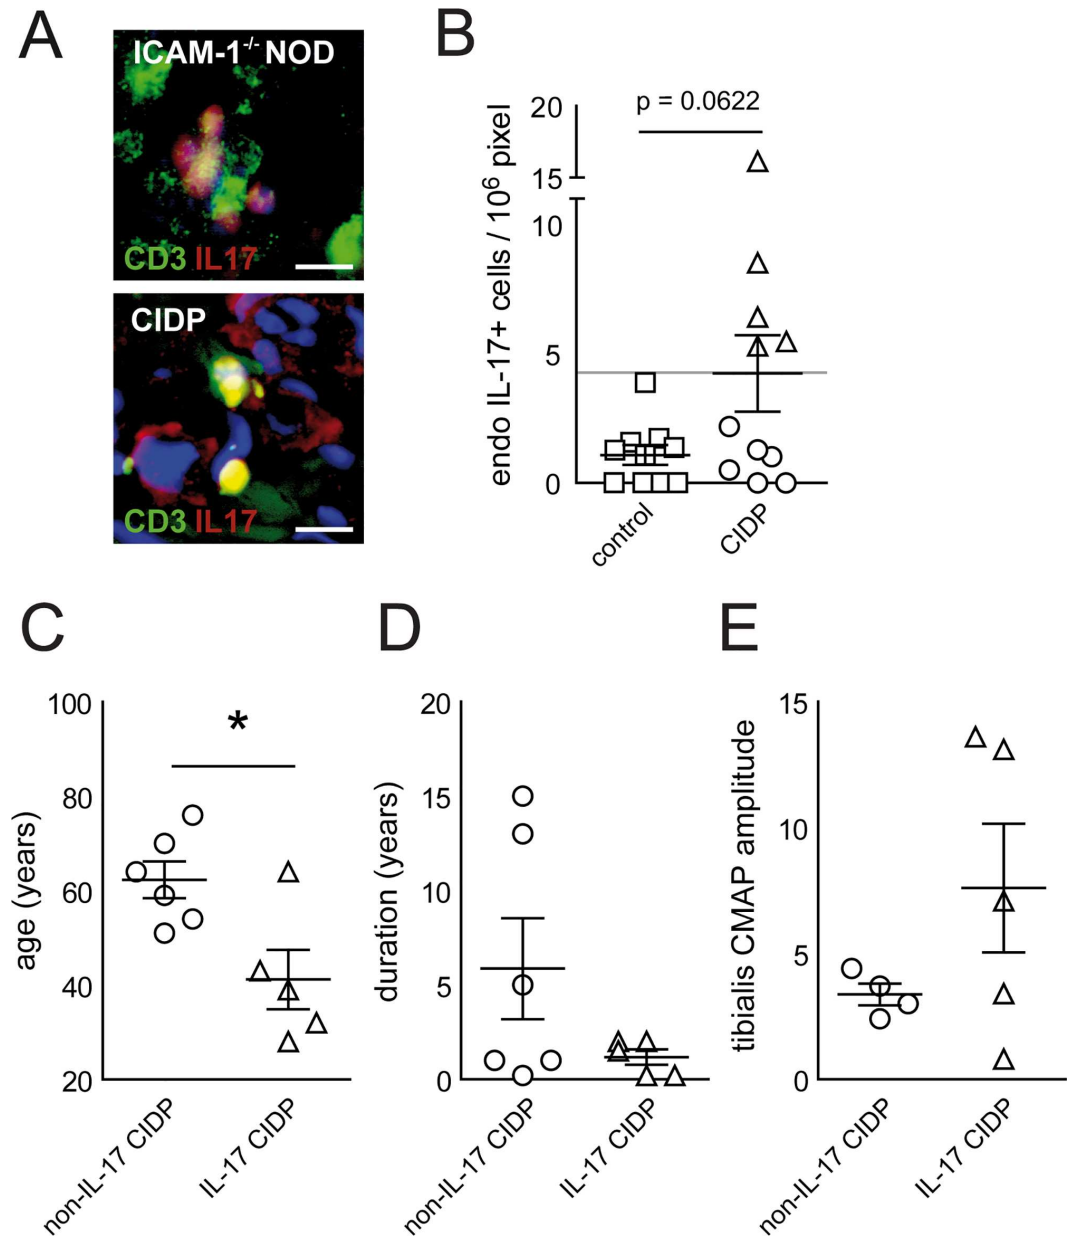 A
ICAM-1-/- NOD
CD3 IL17
CIDP
CD3 IL17
B
p = 0.0622
endo IL-17+ cells / 10⁶ pixel
20
15
10
5
0
control
CIDP
C
*
age (years)
100
80
60
40
20
non-IL-17 CIDP
IL-17 CIDP
D
duration (years)
20
15
10
5
0
non-IL-17 CIDP
IL-17 CIDP
E
tibialis CMAP amplitude
15
10
5
0
non-IL-17 CIDP
IL-17 CIDP